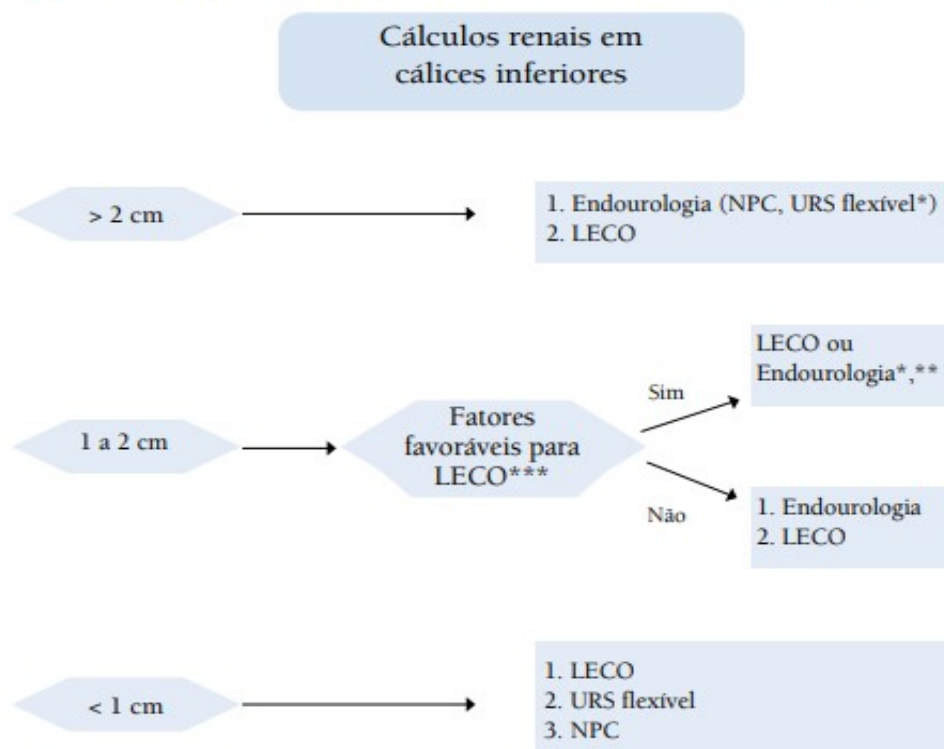 Cálculos renais em
cálices inferiores
> 2 cm
1. Endourologia (NPC, URS flexível*)
2. LECO
1 a 2 cm
Fatores
favoráveis para
LECO***
Sim
LECO ou
Endourologia*,**
Não
1. Endourologia
2. LECO
< 1 cm
1. LECO
2. URS flexível
3. NPC